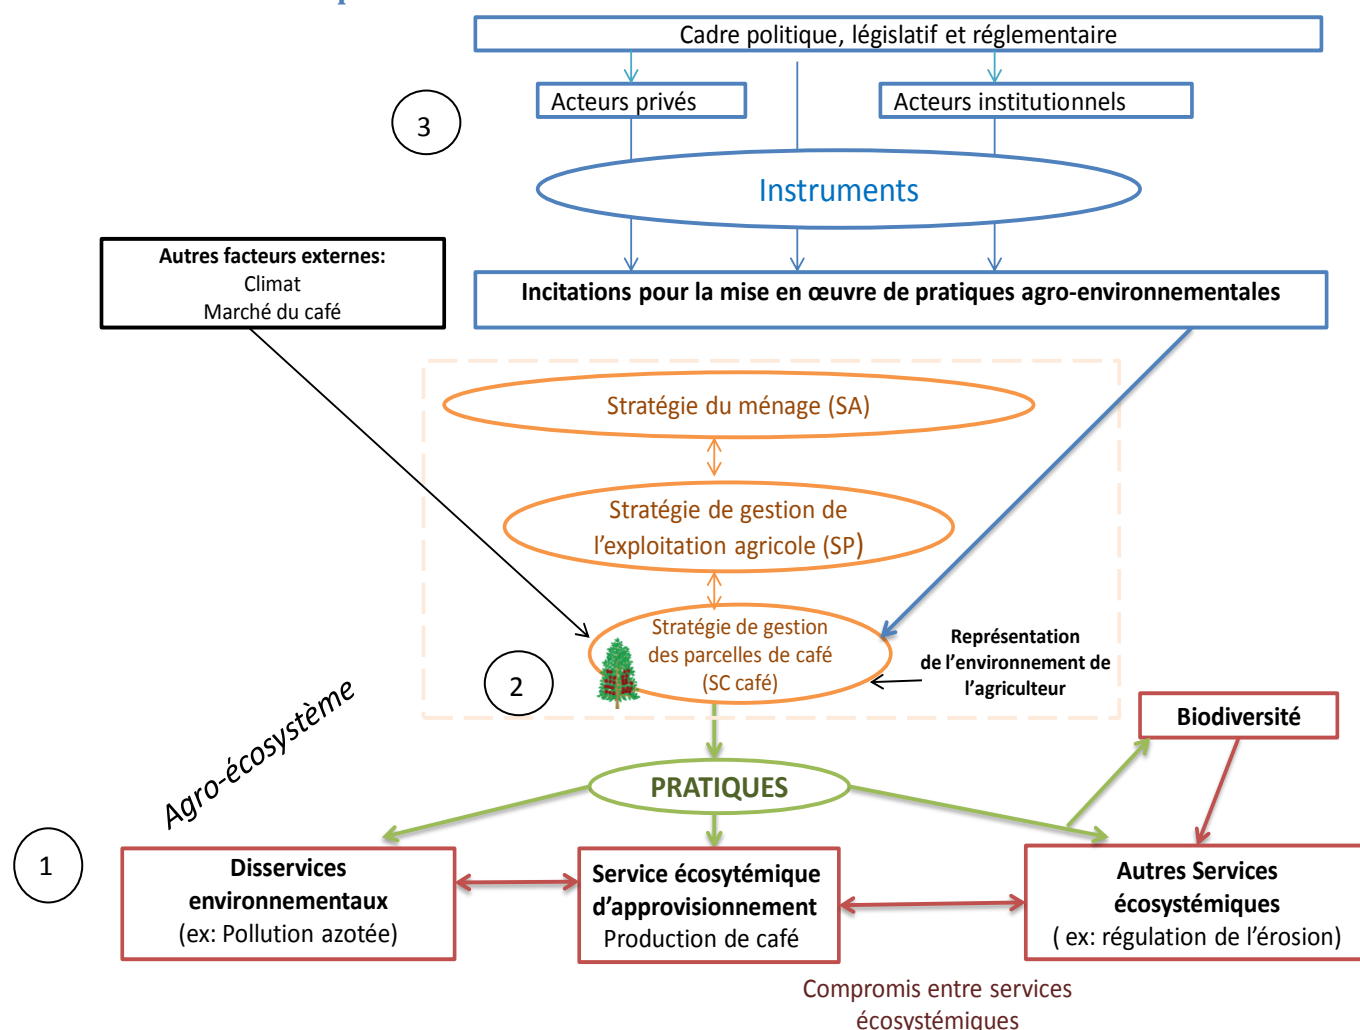 Cadre politique, législatif et réglementaire
Acteurs privés
Acteurs institutionnels
3
Instruments
Autres facteurs externes:
Climat
Marché du café
Incitations pour la mise en œuvre de pratiques agro-environnementales
Stratégie du ménage (SA)
Stratégie de gestion de
l'exploitation agricole (SP)
Stratégie de gestion
des parcelles de café
(SC café)
Représentation
de l'environnement de
l'agriculteur
2
Biodiversité
Agro-écosystème
PRATIQUES
1
Disservices
environnementaux
(ex: Pollution azotée)
Service écosytémique
d'approvisionnement
Production de café
Autres Services
écosystémiques
( ex: régulation de l'érosion)
Compromis entre services
écosystémiques